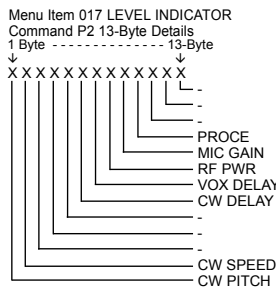 Menu Item 017 LEVEL INDICATOR
Command P2 13-Byte Details
1 Byte - - - - - - - - - - - - - 13-Byte
↓ ↓
X X X X X X X X X X X X X
-
-
-
PROCE
MIC GAIN
RF PWR
VOX DELAY
CW DELAY
-
-
-
CW SPEED
CW PITCH